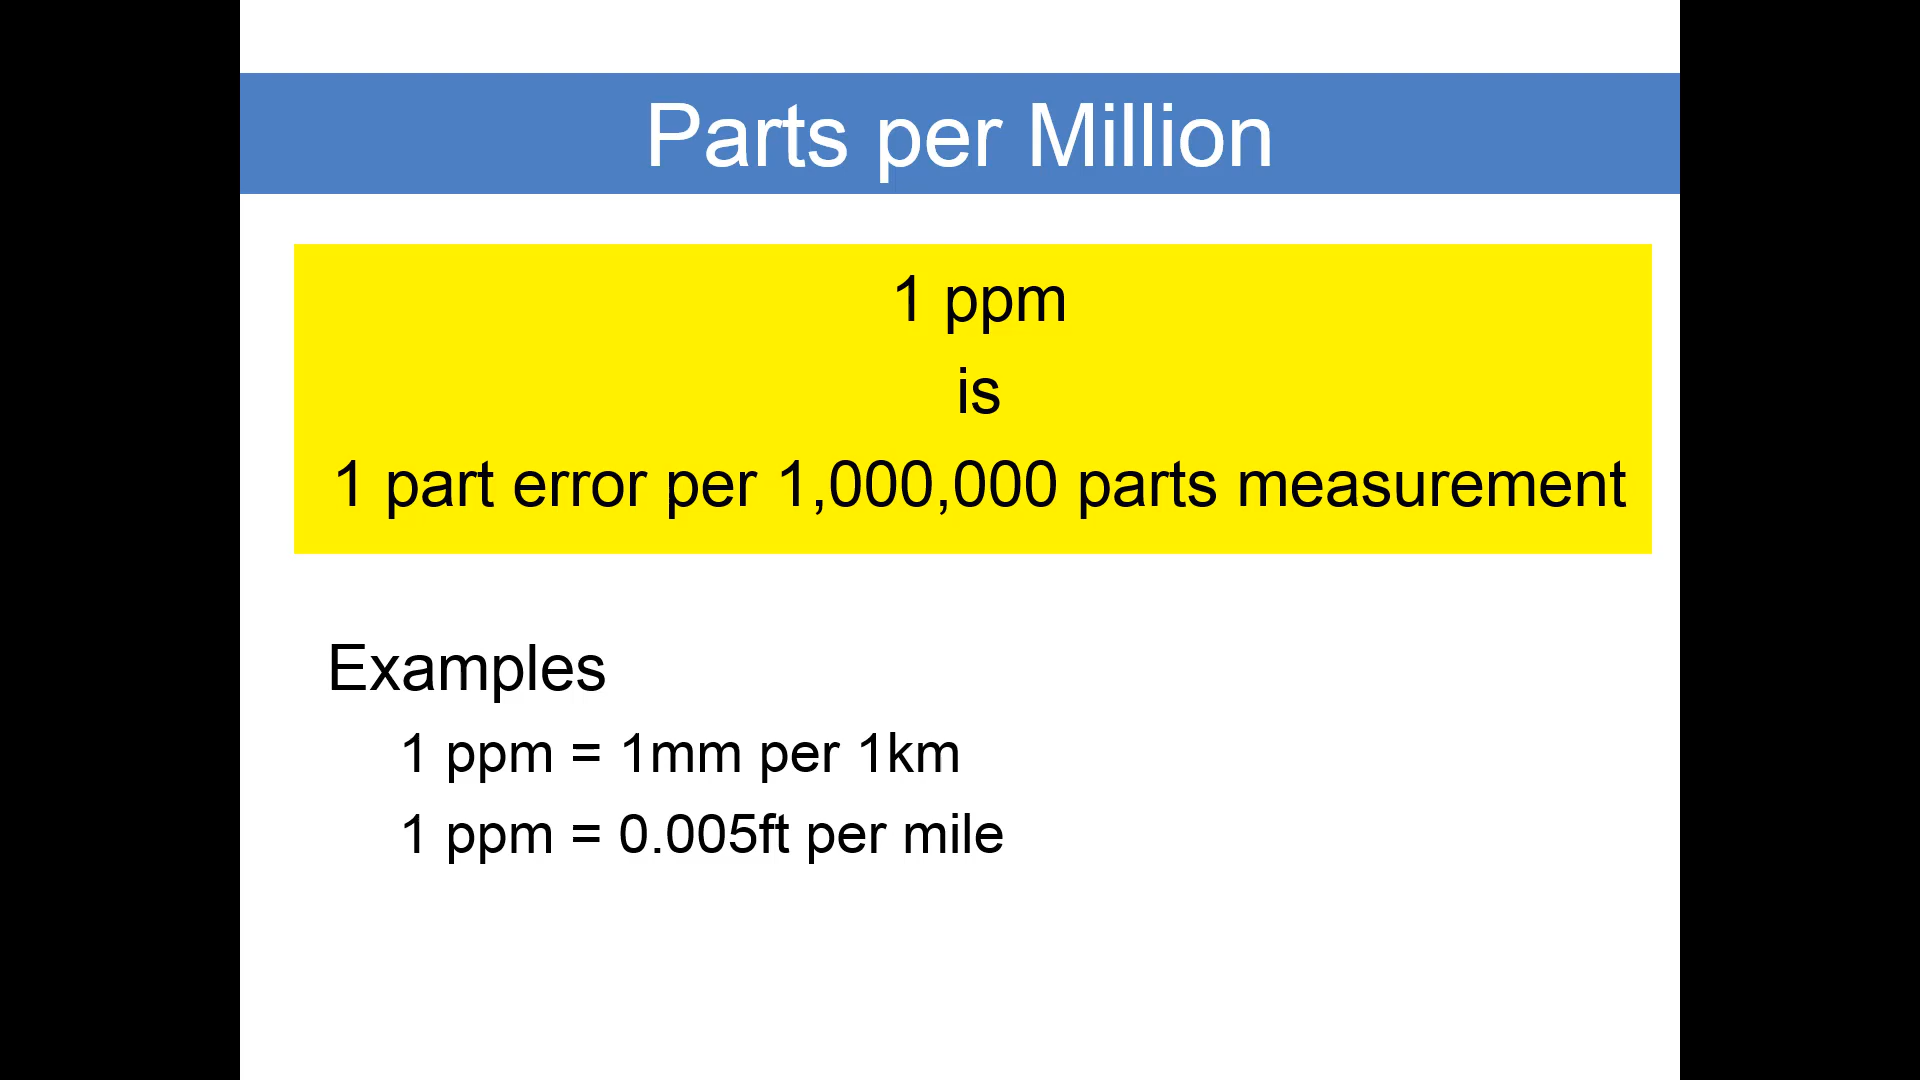 Parts per Million
1 ppm
is
1 part error per 1,000,000 parts measurement
Examples
1 ppm = 1mm per 1km
1 ppm = 0.005ft per mile